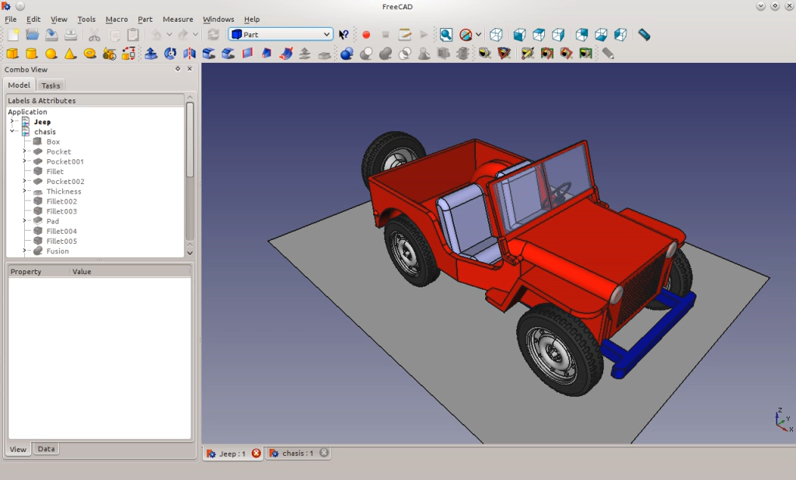 FreeCAD
File Edit View Tools Macro Part Measure Windows Help
Part
Combo View
Model Tasks
Labels & Attributes
Application
Jeep
chasis
Box
Pocket
Pocket001
Fillet
Pocket002
Thickness
Fillet002
Fillet003
Pad
Fillet004
Fillet005
Fusion
Property Value
View Data
Z
Y
X
Jeep : 1 chasis : 1